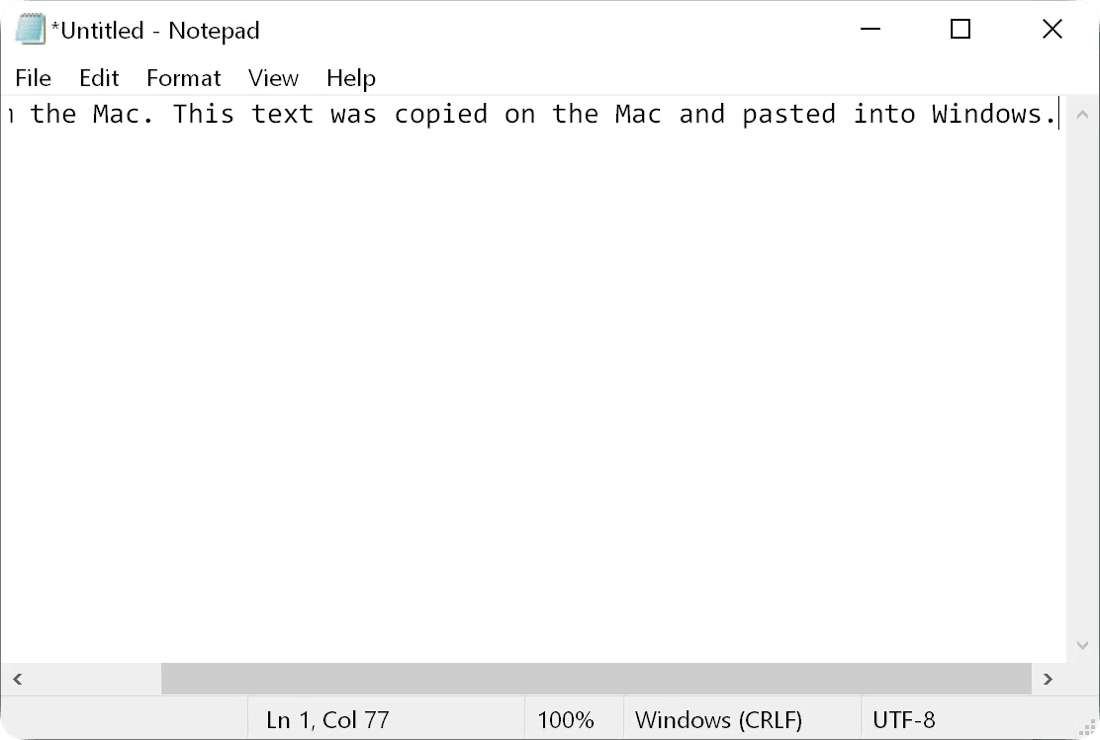 *Untitled - Notepad
File Edit Format View Help
the Mac. This text was copied on the Mac and pasted into Windows.
Ln 1, Col 77 100% Windows (CRLF) UTF-8